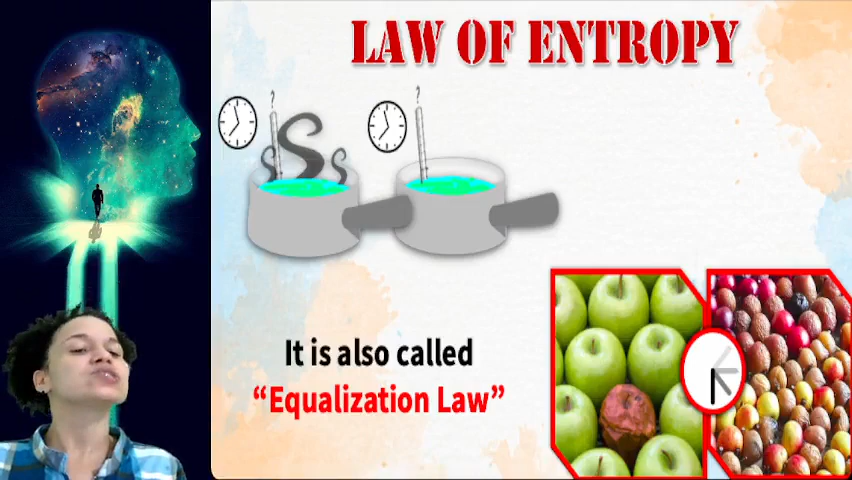 LAW OF ENTROPY
?
?
It is also called
“Equalization Law”